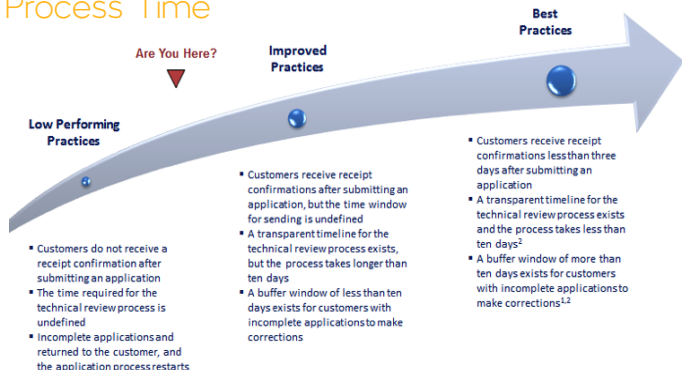 Process Time
Best
Practices
Are You Here?
Improved
Practices
Low Performing
Practices
▪ Customers do not receive a
receipt confirmation after
submitting an application
▪ The time required for the
technical review process is
undefined
▪ Incomplete applications and
returned to the customer, and
the application process restarts
▪ Customers receive receipt
confirmations after submitting an
application, but the time window
for sending is undefined
▪ A transparent timeline for the
technical review process exists,
but the process takes longer than
ten days
▪ A buffer window of less than ten
days exists for customers with
incomplete applications to make
corrections
▪ Customers receive receipt
confirmations less than three
days after submitting an
application
▪ A transparent timeline for the
technical review process exists
and the process takes less than
ten days²
▪ A buffer window of more than
ten days exists for customers
with incomplete applications to
make corrections¹,²